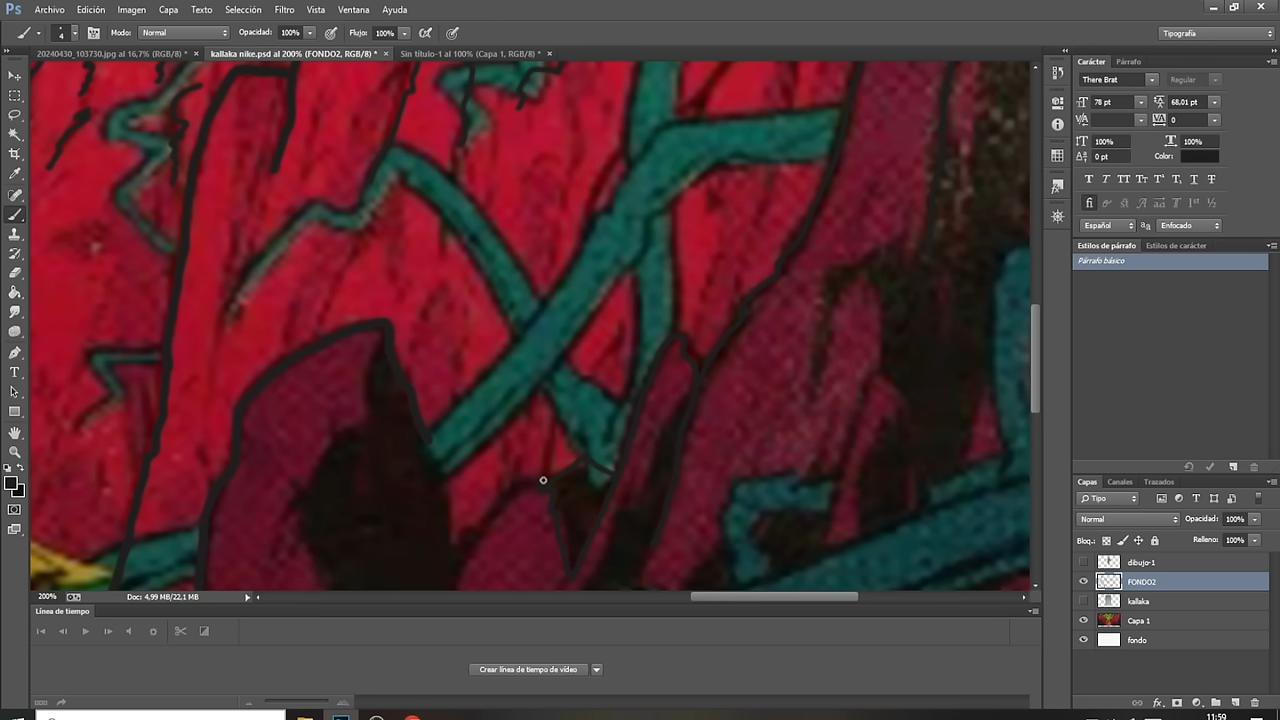 Ps Archivo Edición Imagen Capa Texto Selección Filtro Vista Ventana Ayuda
4 Modo: Normal Opacidad: 100% Flujo: 100% Tipografía
20240430_103730.jpg al 16,7% (RGB/8) * × kallaka nike.psd al 200% (FONDO2, RGB/8) * × Sin título-1 al 100% (Capa 1, RGB/8) * ×
Carácter Párrafo
There Brat Regular
78 pt 68,01 pt
0
100% 100%
0 pt Color:
T T TT Tr T¹ T, T T
Español aa Enfocado
Estilos de párrafo Estilos de carácter
Párrafo básico
Capas Canales Trazados
Tipo
Normal Opacidad: 100%
Bloq.: Relleno: 100%
dibujo-1
FONDO2
kallaka
Capa 1
fondo
200% Doc: 4,99 MB/22,1 MB
Línea de tiempo
Crear línea de tiempo de vídeo
11:59